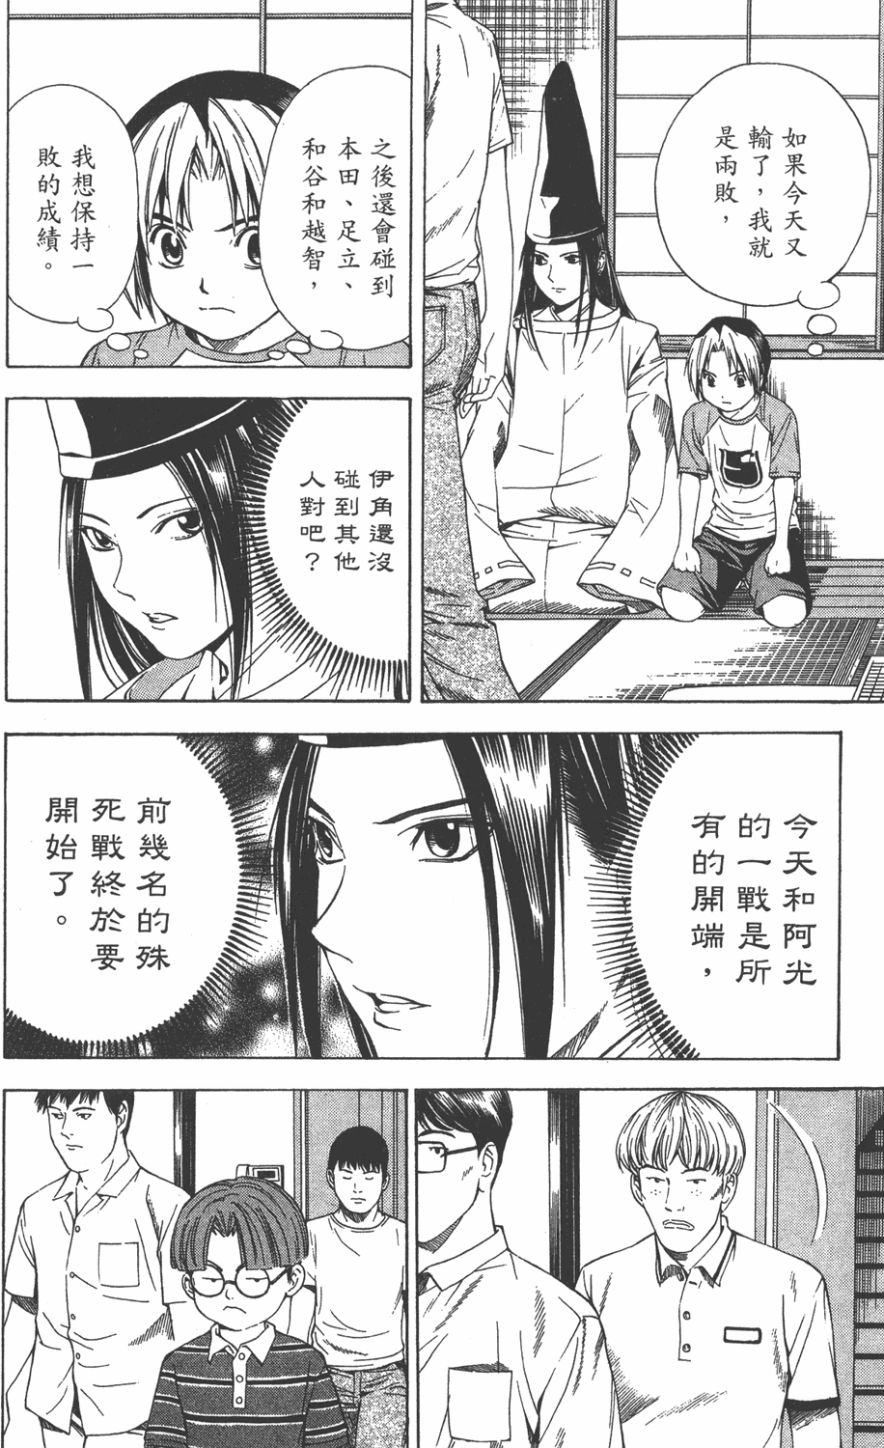 如果今天又
輸了，我就
是兩敗，
之後還會碰到
本田、足立、
和谷和越智，
我想保持一
敗的成績。
伊角還沒
碰到其他
人對吧？
今天和阿光
的一戰是所
有的開端，
前幾名的殊
死戰終於要
開始了。